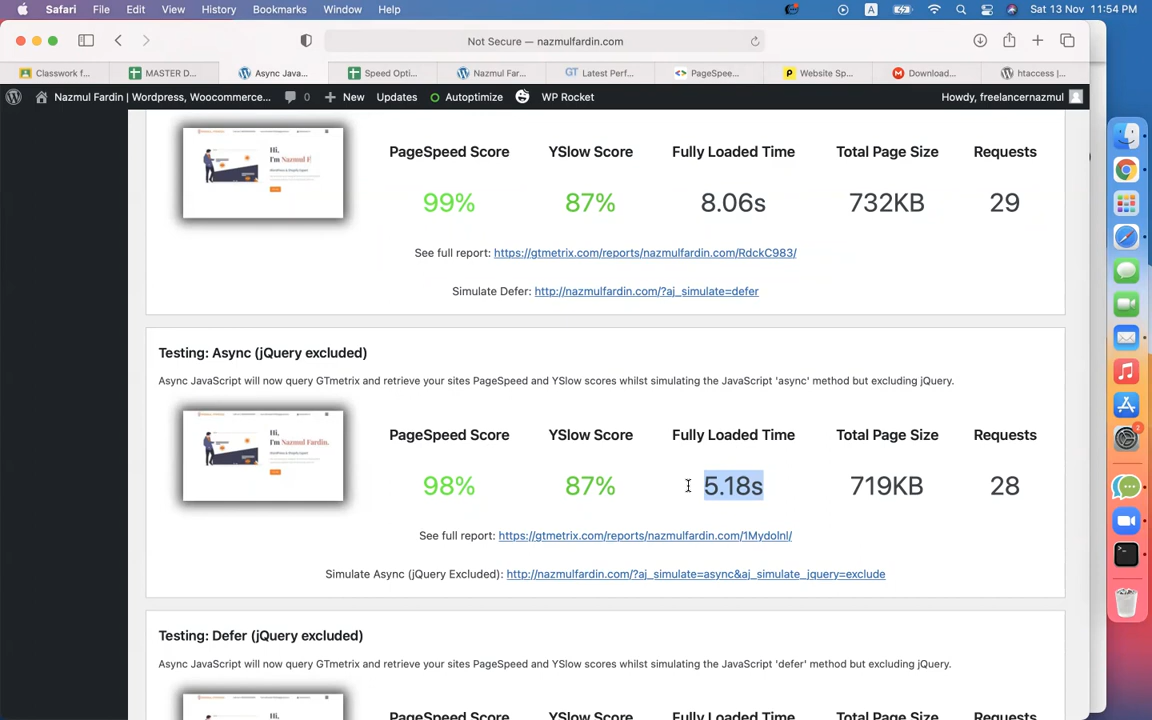 Safari File Edit View History Bookmarks Window Help A Sat 13 Nov 11:54 PM
Not Secure — nazmulfardin.com
Classwork f... MASTER D... Async Java... Speed Opti... Nazmul Far... GT Latest Perf... PageSpee... Website Sp... Download... htaccess |...
Nazmul Fardin | Wordpress, Woocommerce... 0 New Updates Autoptimize WP Rocket Howdy, freelancernazmul
Hi,
I'm Nazmul F
PageSpeed Score YSlow Score Fully Loaded Time Total Page Size Requests
99% 87% 8.06s 732KB 29
See full report: https://gtmetrix.com/reports/nazmulfardin.com/RdckC983/
Simulate Defer: http://nazmulfardin.com/?aj_simulate=defer
Testing: Async (jQuery excluded)
Async JavaScript will now query GTmetrix and retrieve your sites PageSpeed and YSlow scores whilst simulating the JavaScript 'async' method but excluding jQuery.
Hi,
I'm Nazmul Fardin.
PageSpeed Score YSlow Score Fully Loaded Time Total Page Size Requests
98% 87% 5.18s 719KB 28
See full report: https://gtmetrix.com/reports/nazmulfardin.com/1Mydolnl/
Simulate Async (jQuery Excluded): http://nazmulfardin.com/?aj_simulate=async&aj_simulate_jquery=exclude
Testing: Defer (jQuery excluded)
Async JavaScript will now query GTmetrix and retrieve your sites PageSpeed and YSlow scores whilst simulating the JavaScript 'defer' method but excluding jQuery.
PageSpeed Score YSlow Score Fully Loaded Time Total Page Size Requests
2